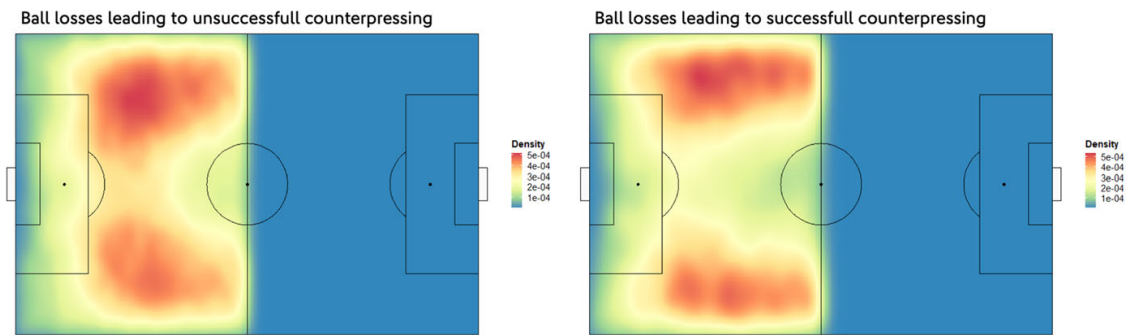 Ball losses leading to unsuccessfull counterpressing
Ball losses leading to successfull counterpressing
Density
5e-04
4e-04
3e-04
2e-04
1e-04
Density
5e-04
4e-04
3e-04
2e-04
1e-04